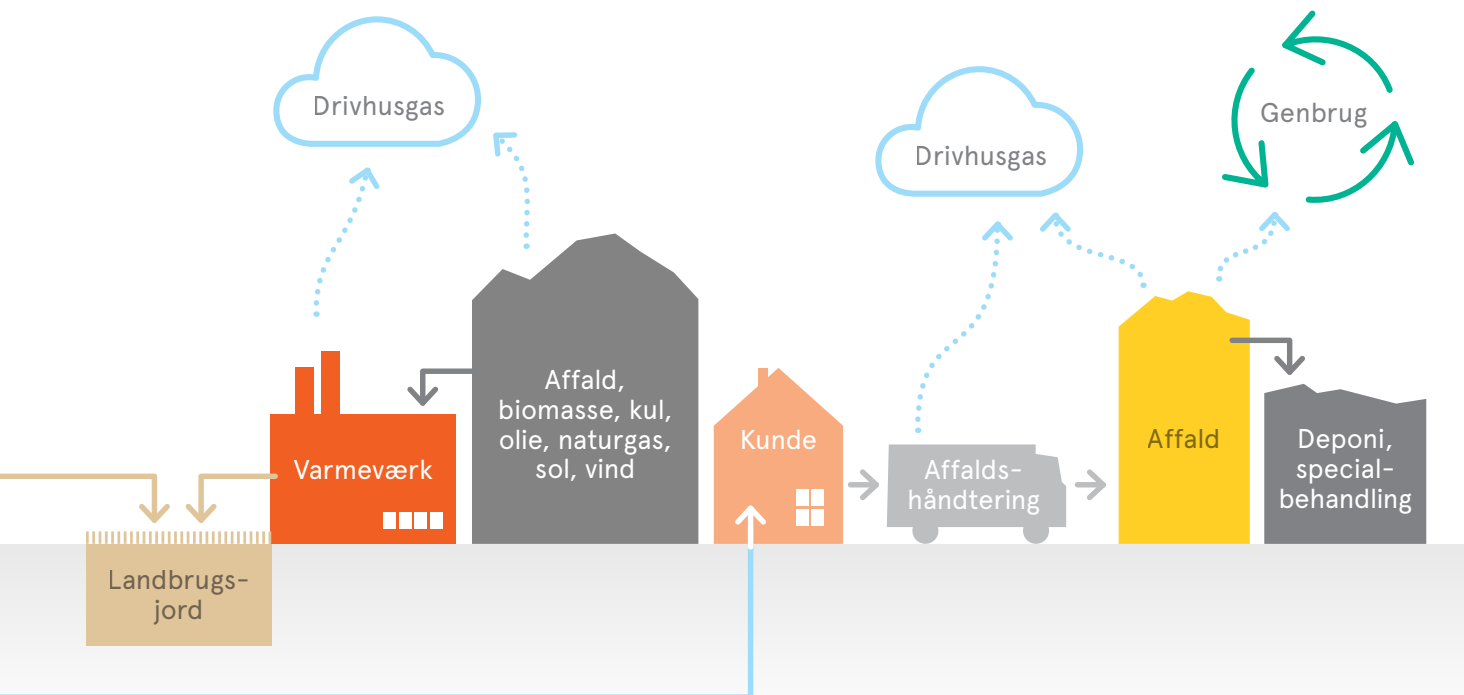 Drivhusgas
Drivhusgas
Genbrug
Varmeværk
Affald,
biomasse, kul,
olie, naturgas,
sol, vind
Kunde
Affalds-
håndtering
Affald
Deponi,
special-
behandling
Landbrugs-
jord